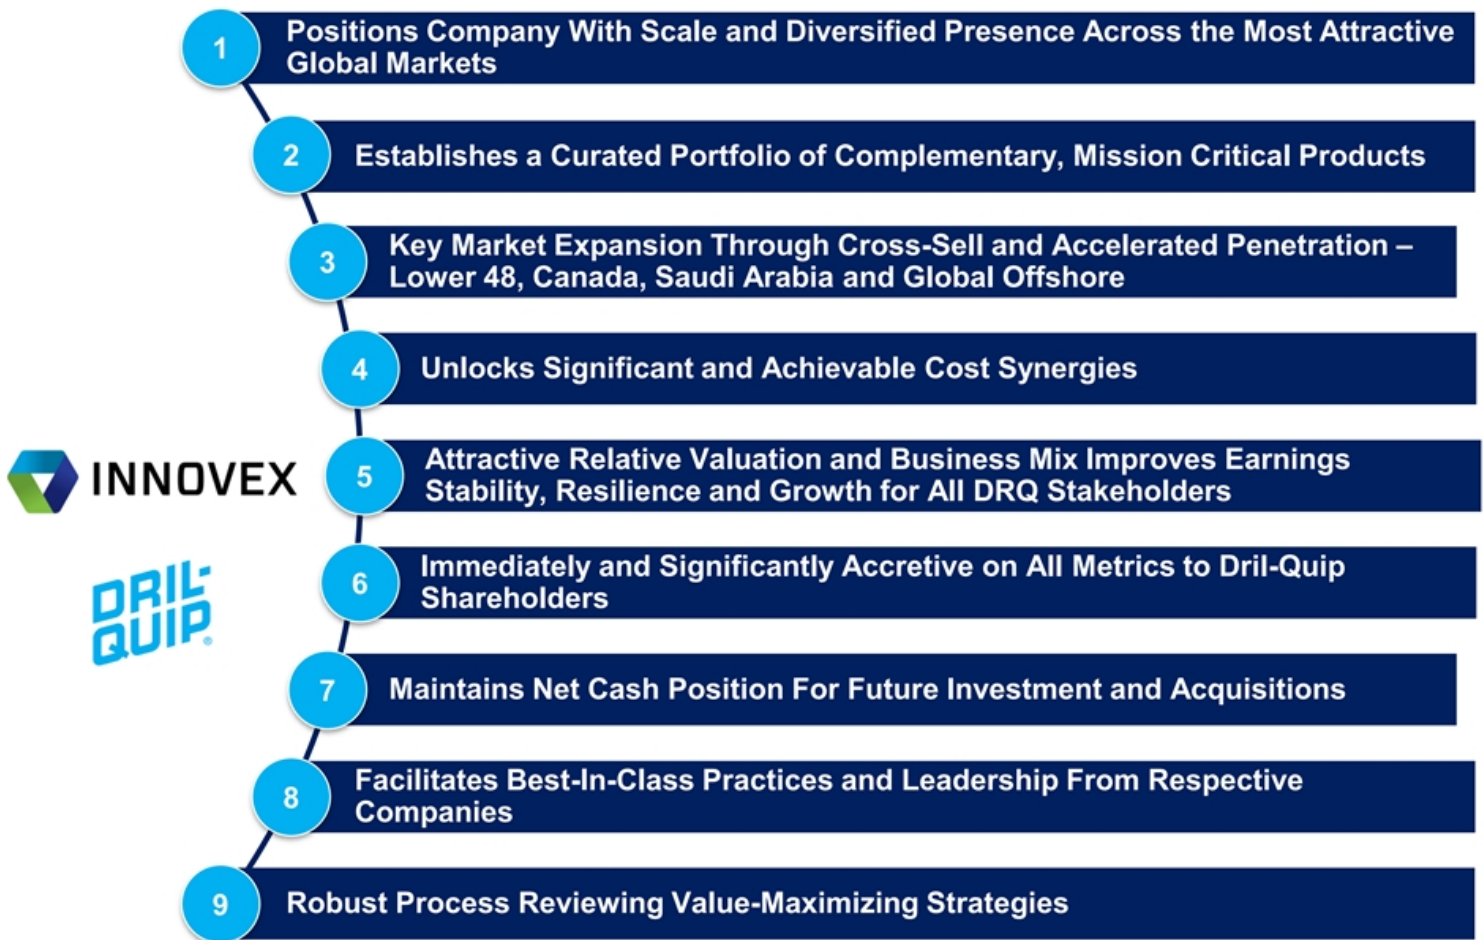 1
Positions Company With Scale and Diversified Presence Across the Most Attractive
Global Markets
2
Establishes a Curated Portfolio of Complementary, Mission Critical Products
3
Key Market Expansion Through Cross-Sell and Accelerated Penetration –
Lower 48, Canada, Saudi Arabia and Global Offshore
4
Unlocks Significant and Achievable Cost Synergies
INNOVEX
5
Attractive Relative Valuation and Business Mix Improves Earnings
Stability, Resilience and Growth for All DRQ Stakeholders
DRIL-
QUIP®
6
Immediately and Significantly Accretive on All Metrics to Dril-Quip
Shareholders
7
Maintains Net Cash Position For Future Investment and Acquisitions
8
Facilitates Best-In-Class Practices and Leadership From Respective
Companies
9
Robust Process Reviewing Value-Maximizing Strategies